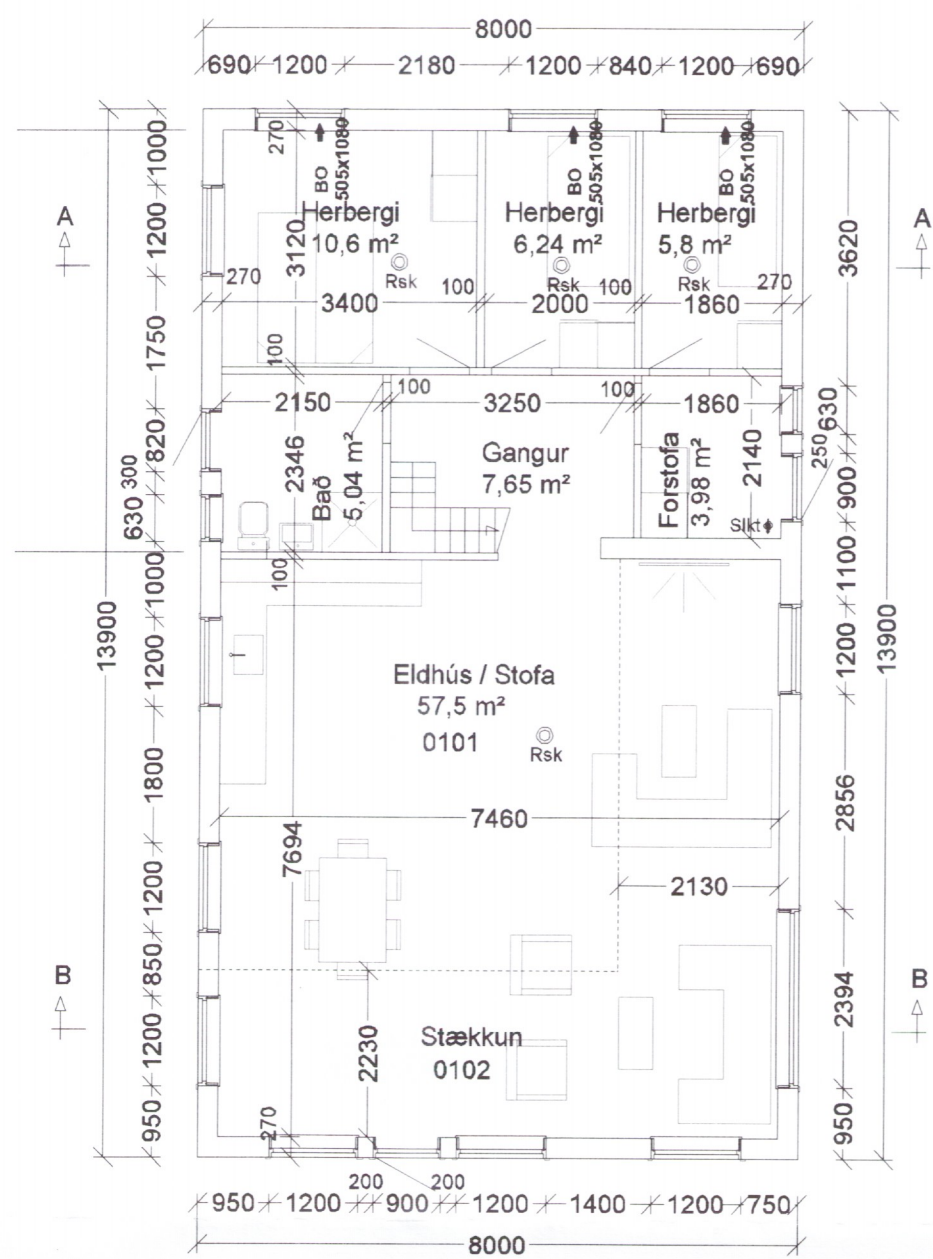 8000
690 1200 2180 1200 840 1200 690
1000
1200
1750
820
300
630
1000
1200
1800
1200
850
1200
950
13900
A
B
270
BO
505x1080
BO
505x1080
BO
505x1080
Herbergi
10,6 m²
Rsk
Herbergi
6,24 m²
Rsk
Herbergi
5,8 m²
Rsk
3120
270
100
100
270
3400
2000
1860
100
100
100
2150
3250
1860
2346
Bað
5,04 m²
Gangur
7,65 m²
Forstofa
3,98 m²
2140
Slkt
100
Eldhús / Stofa
57,5 m²
0101
Rsk
7460
7694
2130
2230
Stækkun
0102
270
A
B
3620
630
250
900
1100
1200
2856
2394
950
13900
200 200
950 1200 900 1200 1400 1200 750
8000